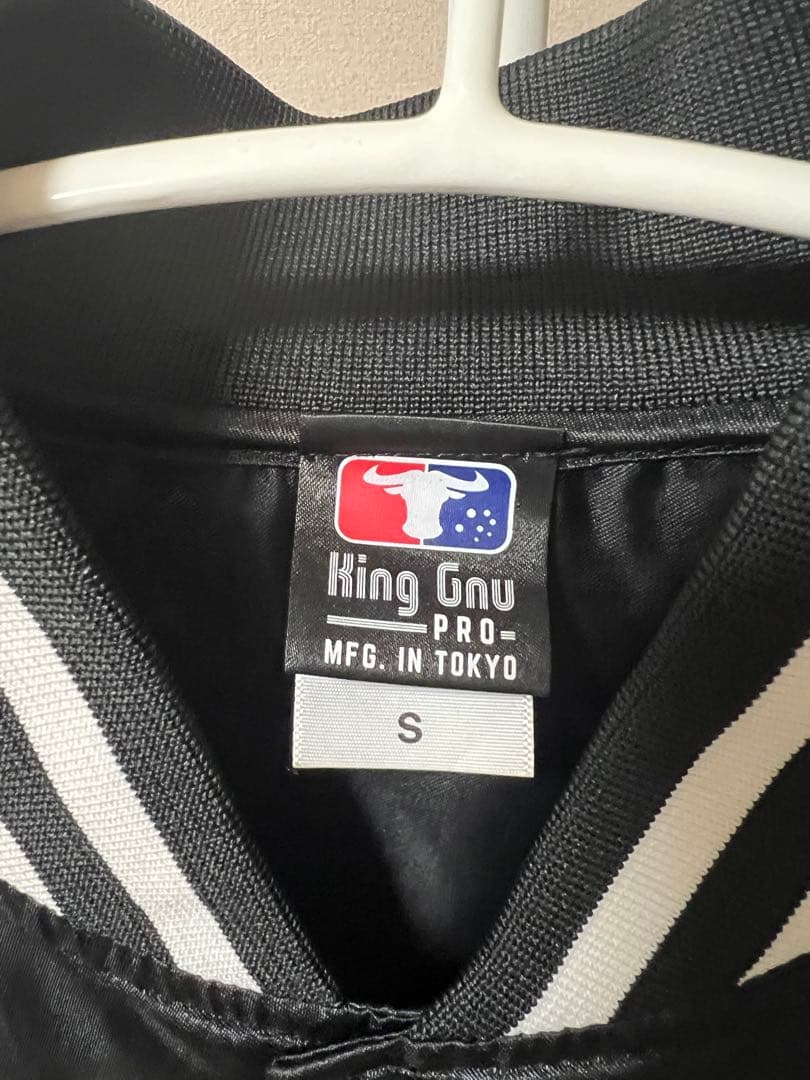 King Gnu
PRO
MFG. IN TOKYO
S